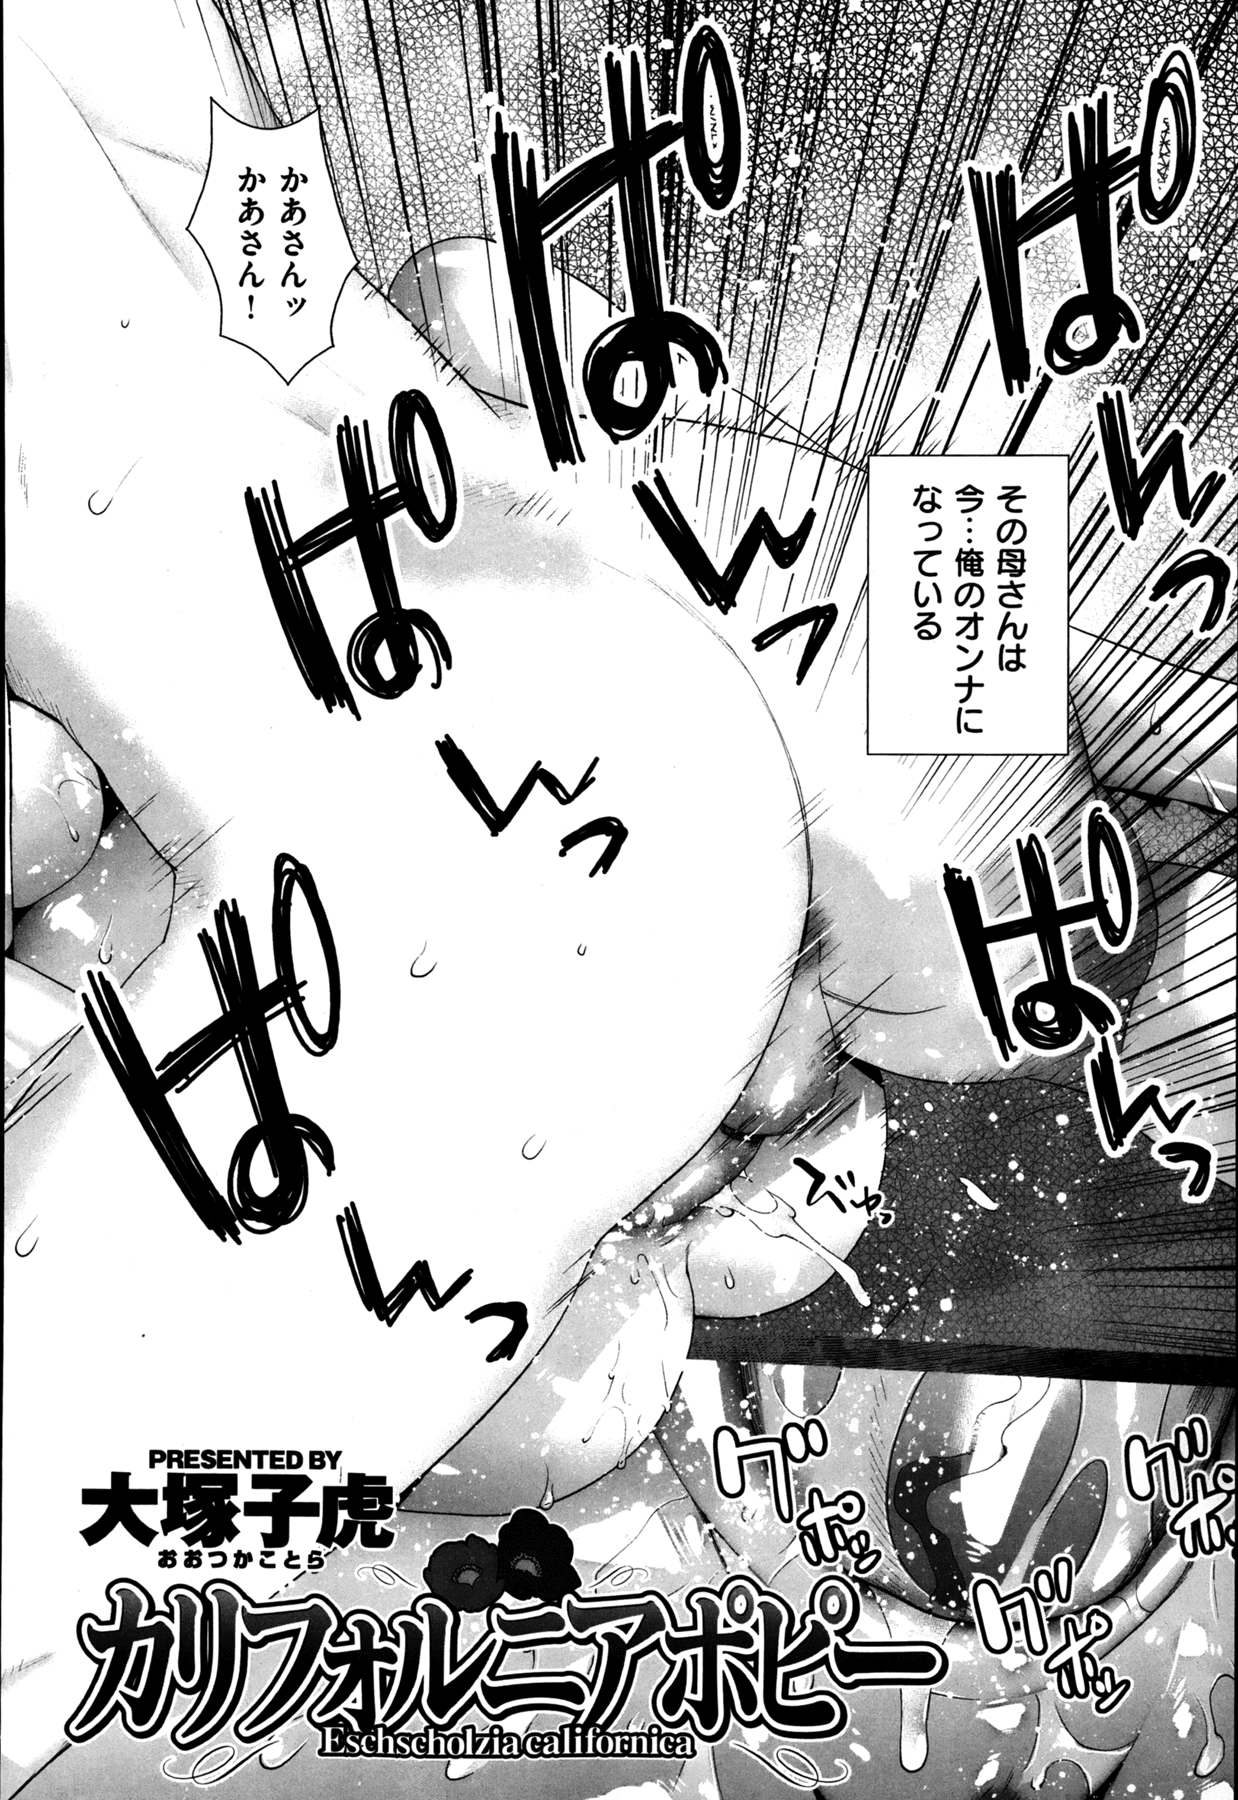 ぱんっ
ぱんっ
その母さんは
今…俺のオンナに
なっている
かあさんッ
かあさん！
ぱんっ
ぱんっ
ぱんっ
びゅっ
グポッ
グポッ
グポッ
PRESENTED BY
大塚子虎
おおつかことら
カリフォルニアポピー
Eschscholzia californica